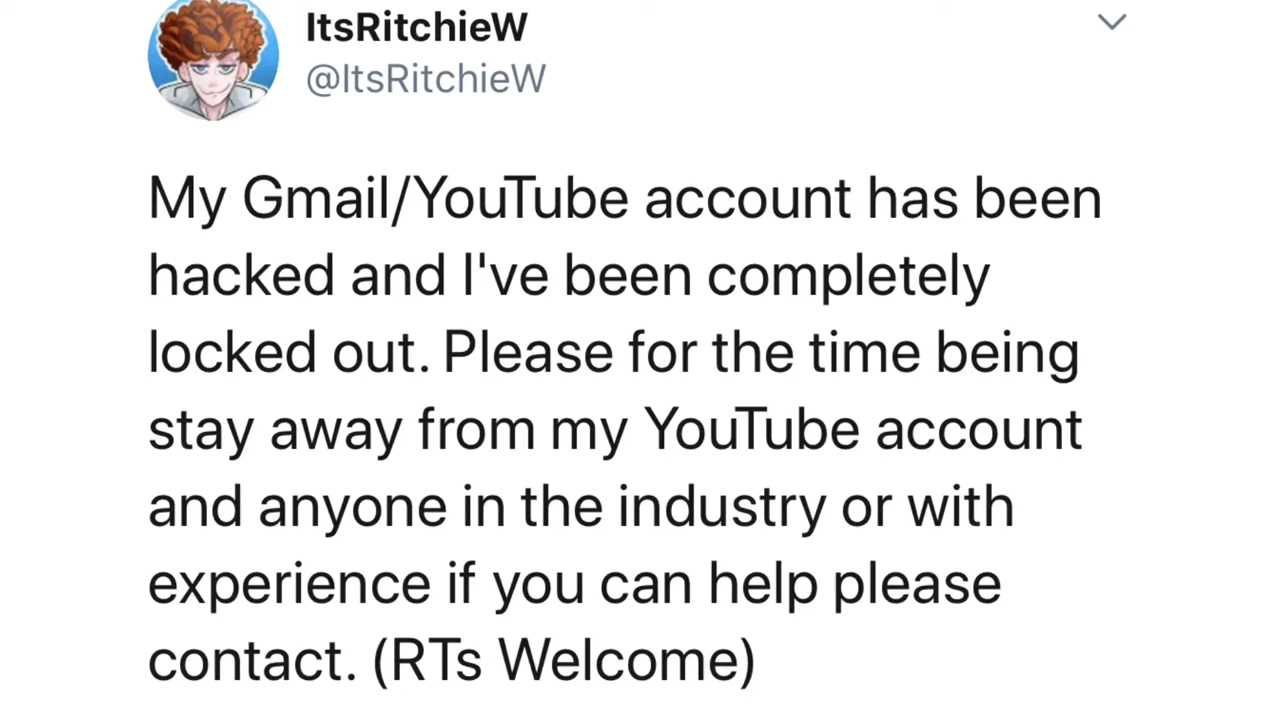 ItsRitchieW
@ItsRitchieW
My Gmail/YouTube account has been
hacked and I've been completely
locked out. Please for the time being
stay away from my YouTube account
and anyone in the industry or with
experience if you can help please
contact. (RTs Welcome)